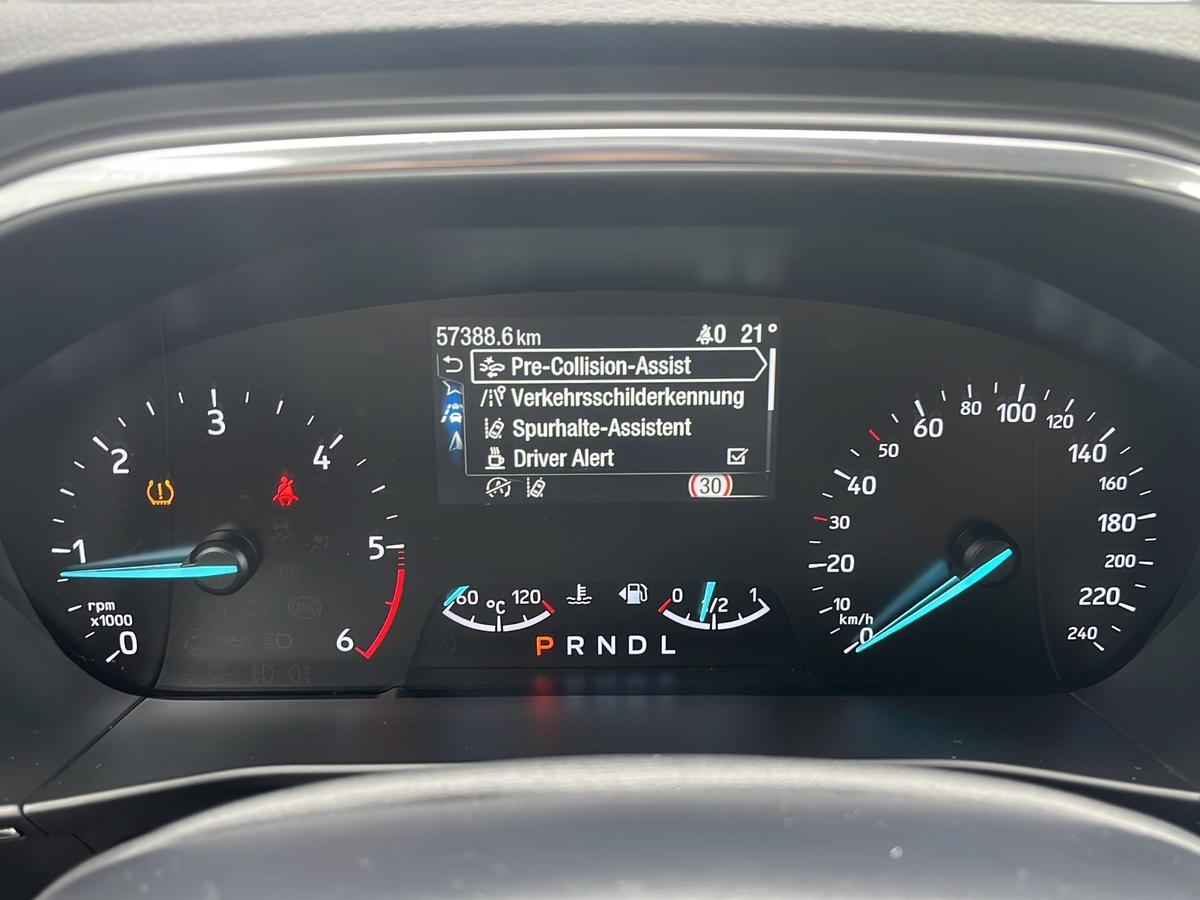 57388.6 km 0 21°
Pre-Collision-Assist
Verkehrsschilderkennung
Spurhalte-Assistent
Driver Alert
30
0
1
2
3
4
5
6
rpm
x1000
60 °C 120
0 1/2 1
P R N D L
0
10
20
30
40
50
60
80
100
120
140
160
180
200
220
240
km/h
(ABS)